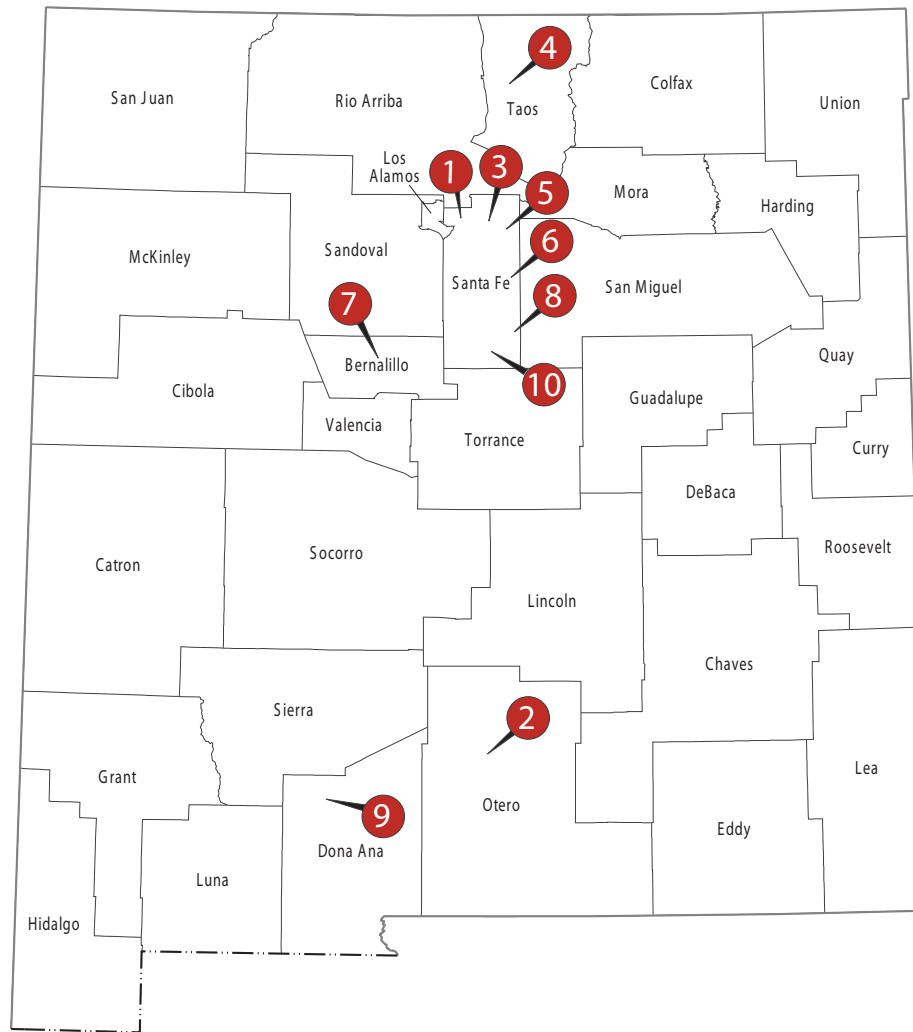 4
San Juan
Rio Arriba
Taos
Colfax
Union
Los
Alamos
1
3
5
Mora
Harding
McKinley
Sandoval
6
Santa Fe
San Miguel
7
8
Bernalillo
10
Quay
Cibola
Guadalupe
Valencia
Torrance
Curry
DeBaca
Socorro
Roosevelt
Catron
Lincoln
Chaves
Sierra
2
Grant
Otero
Lea
9
Dona Ana
Eddy
Luna
Hidalgo